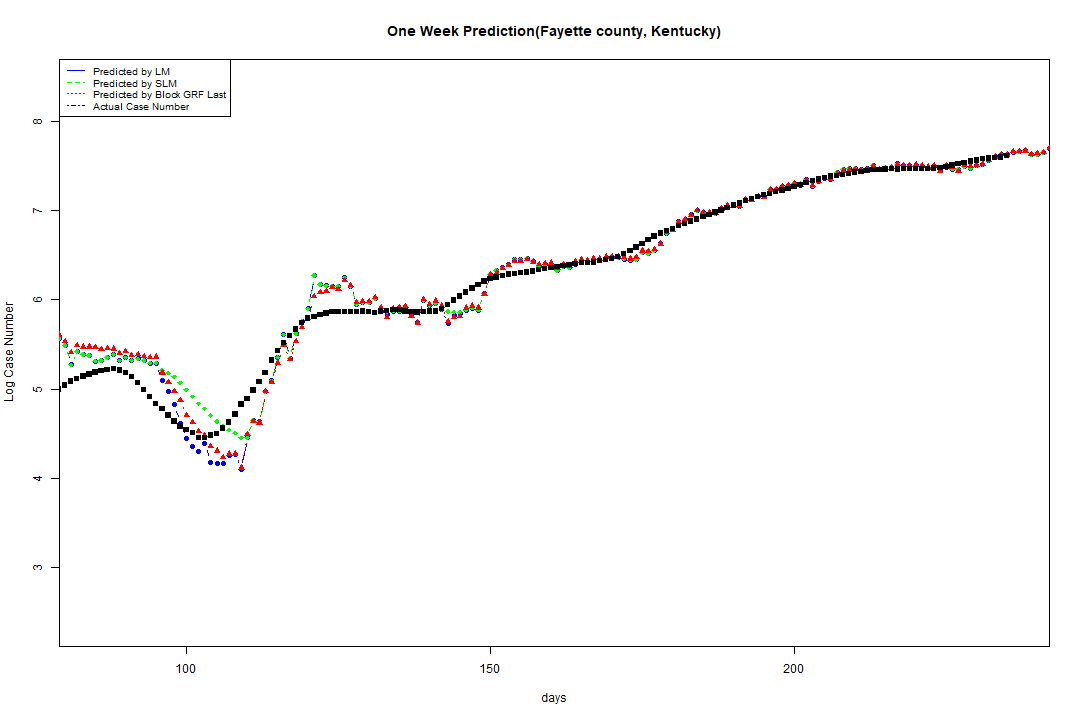 One Week Prediction(Fayette county, Kentucky)
Predicted by LM
Predicted by SLM
Predicted by Block GRF Last
Actual Case Number
8
7
6
5
4
3
Log Case Number
100 150 200
days